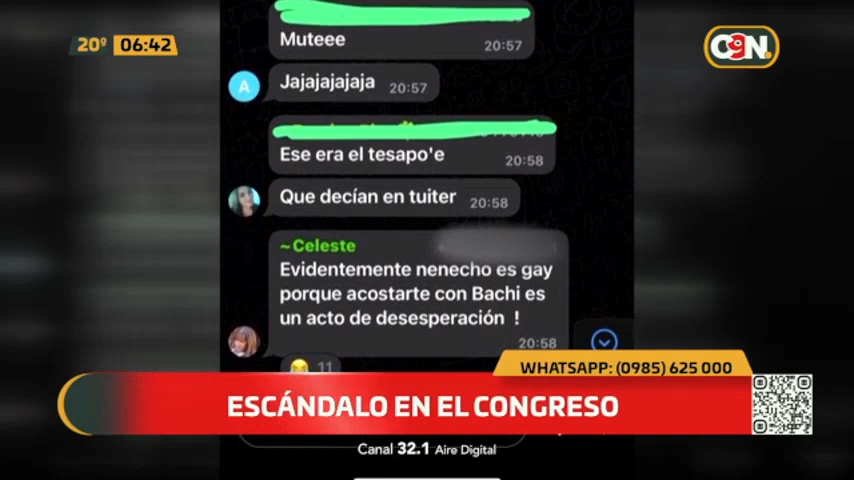 20º 06:42
C9N.
Muteee 20:57
A
Jajajajajaja 20:57
Ese era el tesapo'e 20:58
Que decían en tuiter 20:58
~Celeste
Evidentemente nenecho es gay
porque acostarte con Bachi es
un acto de desesperación !
20:58
11
WHATSAPP: (0985) 625 000
ESCÁNDALO EN EL CONGRESO
Canal 32.1 Aire Digital